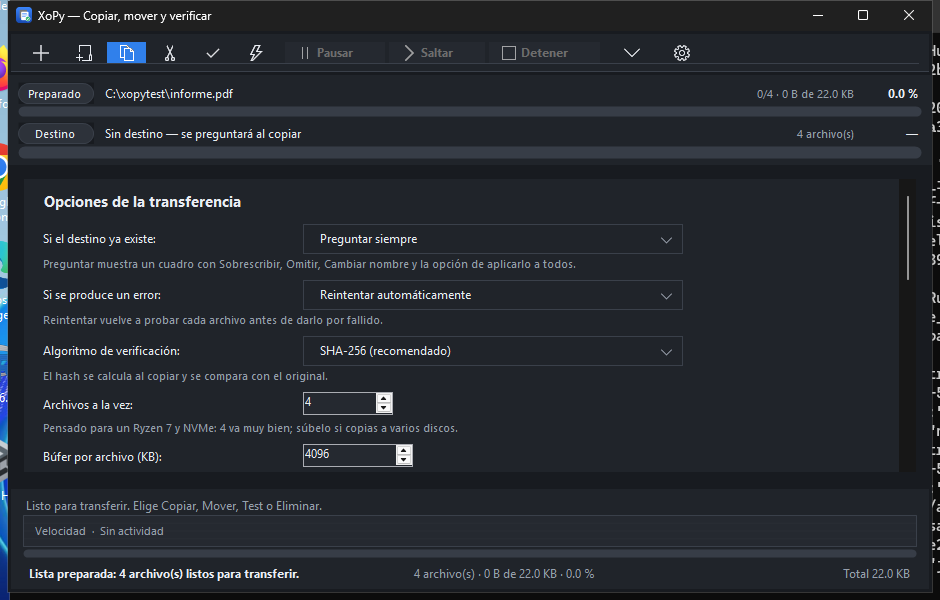 XoPy — Copiar, mover y verificar
Pausar Saltar Detener
Preparado C:\xopytest\informe.pdf 0/4 · 0 B de 22.0 KB 0.0 %
Destino Sin destino — se preguntará al copiar 4 archivo(s) —
Opciones de la transferencia
Si el destino ya existe: Preguntar siempre
Preguntar muestra un cuadro con Sobrescribir, Omitir, Cambiar nombre y la opción de aplicarlo a todos.
Si se produce un error: Reintentar automáticamente
Reintentar vuelve a probar cada archivo antes de darlo por fallido.
Algoritmo de verificación: SHA-256 (recomendado)
El hash se calcula al copiar y se compara con el original.
Archivos a la vez: 4
Pensado para un Ryzen 7 y NVMe: 4 va muy bien; súbelo si copias a varios discos.
Búfer por archivo (KB): 4096
Listo para transferir. Elige Copiar, Mover, Test o Eliminar.
Velocidad · Sin actividad
Lista preparada: 4 archivo(s) listos para transferir. 4 archivo(s) · 0 B de 22.0 KB · 0.0 % Total 22.0 KB